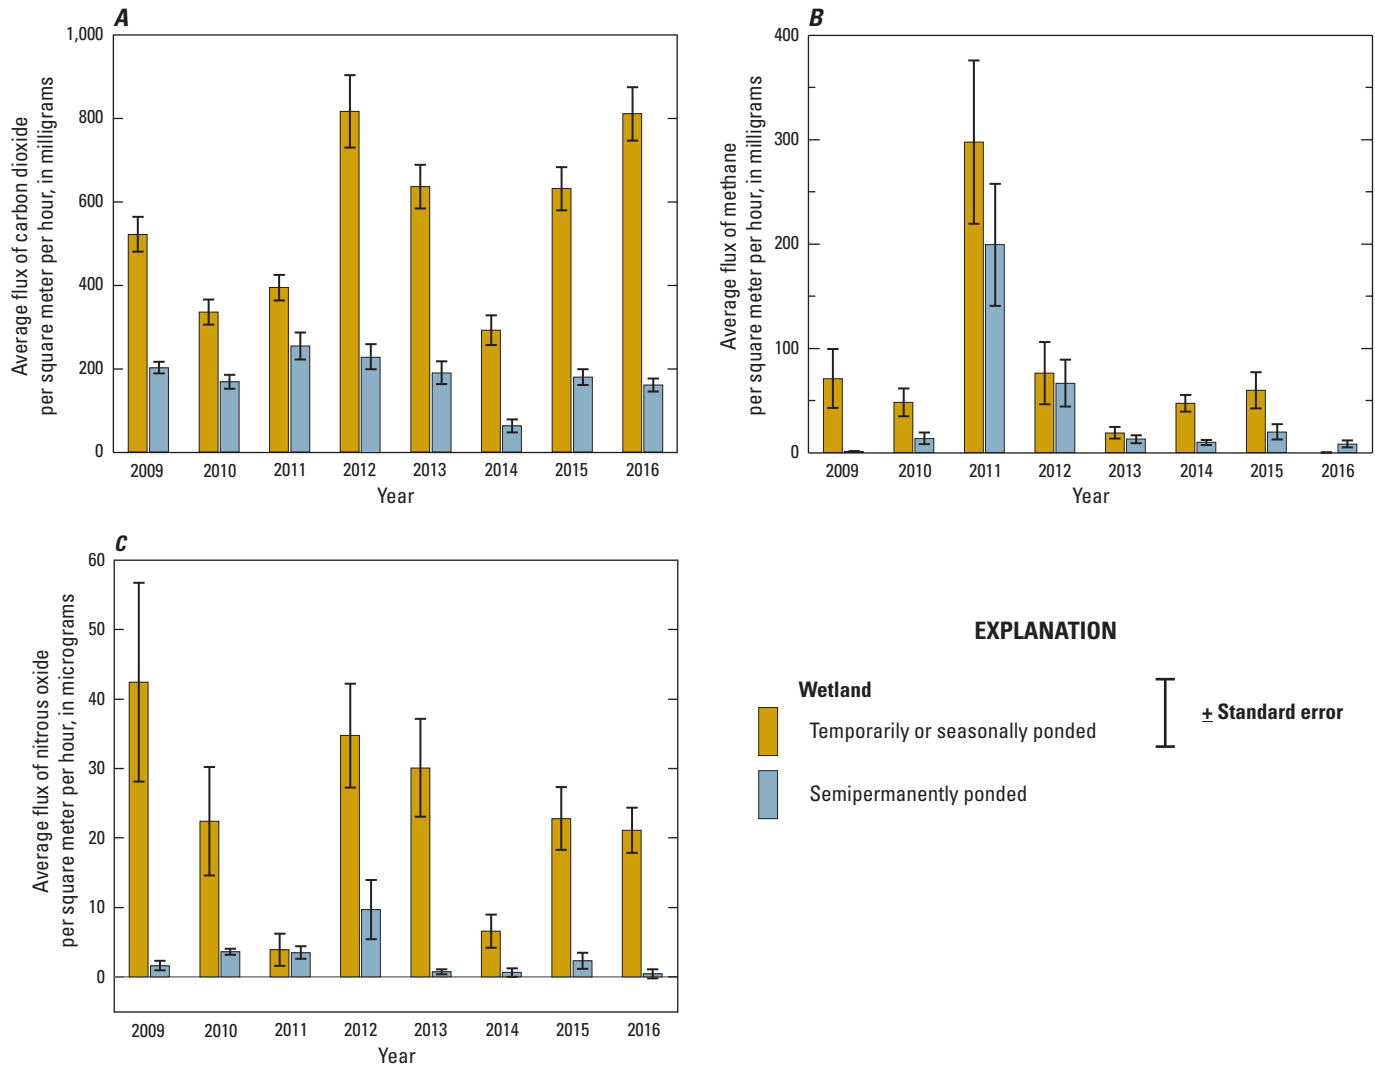 A
1,000
800
600
400
200
0
Average flux of carbon dioxide
per square meter per hour, in milligrams
2009 2010 2011 2012 2013 2014 2015 2016
Year
B
400
300
200
100
0
Average flux of methane
per square meter per hour, in milligrams
2009 2010 2011 2012 2013 2014 2015 2016
Year
C
60
50
40
30
20
10
0
Average flux of nitrous oxide
per square meter per hour, in micrograms
2009 2010 2011 2012 2013 2014 2015 2016
Year
EXPLANATION
Wetland
Temporarily or seasonally ponded
Semipermanently ponded
± Standard error